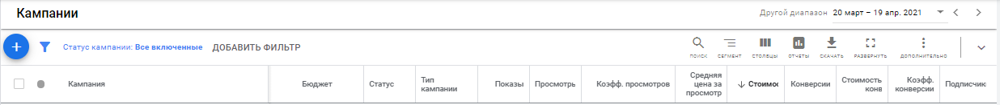 Кампании
Другой диапазон 20 март – 19 апр. 2021
Статус кампании: Все включенные ДОБАВИТЬ ФИЛЬТР
ПОИСК СЕГМЕНТ СТОЛБЦЫ ОТЧЕТЫ СКАЧАТЬ РАЗВЕРНУТЬ ДОПОЛНИТЕЛЬНО
Кампания
Бюджет
Статус
Тип
кампании
Показы
Просмотры
Коэфф. просмотров
Средняя
цена за
просмотр
Стоимос
Конверсии
Стоимость
конв
Коэфф.
конверсии
Подписчики